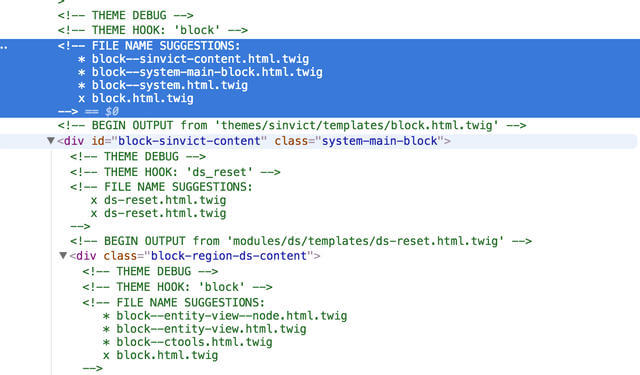 >
<!-- THEME DEBUG -->
<!-- THEME HOOK: 'block' -->
.. <!-- FILE NAME SUGGESTIONS:
* block--sinvict-content.html.twig
* block--system-main-block.html.twig
* block--system.html.twig
x block.html.twig
--> == $0
<!-- BEGIN OUTPUT from 'themes/sinvict/templates/block.html.twig' -->
▼<div id="block-sinvict-content" class="system-main-block">
<!-- THEME DEBUG -->
<!-- THEME HOOK: 'ds_reset' -->
<!-- FILE NAME SUGGESTIONS:
x ds-reset.html.twig
x ds-reset.html.twig
-->
<!-- BEGIN OUTPUT from 'modules/ds/templates/ds-reset.html.twig' -->
▼<div class="block-region-ds-content">
<!-- THEME DEBUG -->
<!-- THEME HOOK: 'block' -->
<!-- FILE NAME SUGGESTIONS:
* block--entity-view--node.html.twig
* block--entity-view.html.twig
* block--ctools.html.twig
x block.html.twig
-->